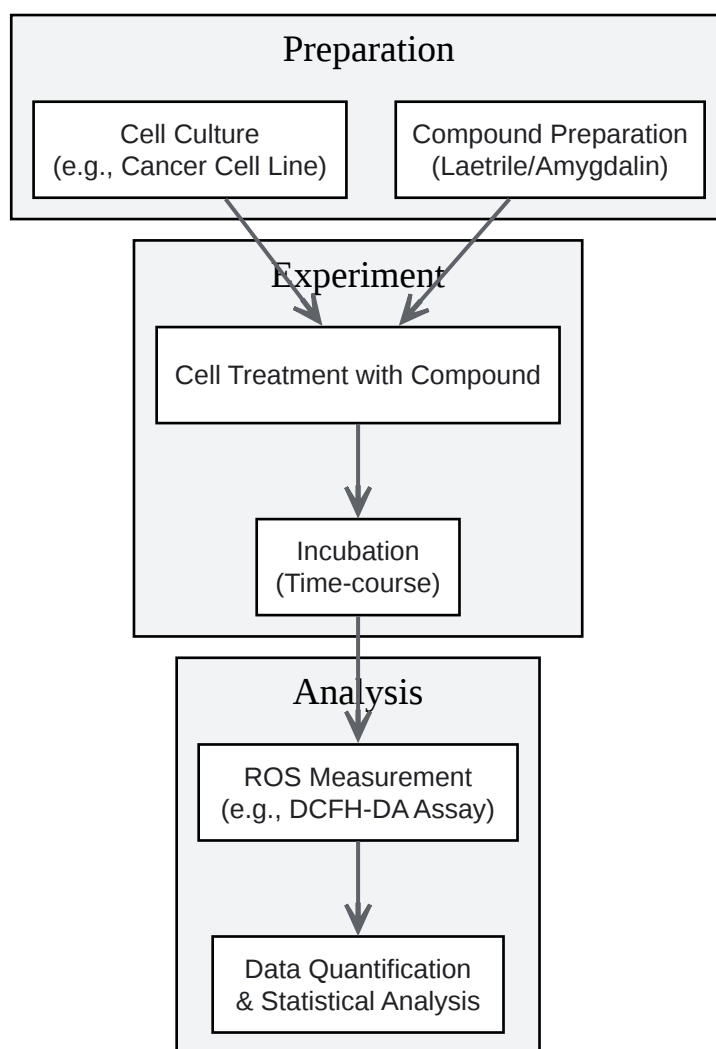 Preparation
Cell Culture
(e.g., Cancer Cell Line)
Compound Preparation
(Laetrile/Amygdalin)
Experiment
Cell Treatment with Compound
Incubation
(Time-course)
Analysis
ROS Measurement
(e.g., DCFH-DA Assay)
Data Quantification
& Statistical Analysis